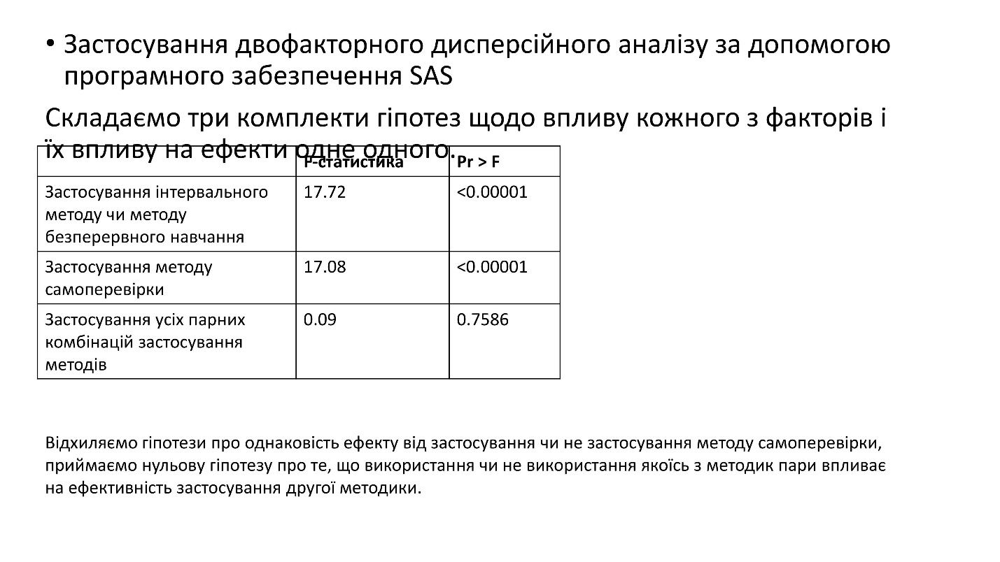 • Застосування двофакторного дисперсійного аналізу за допомогою
програмного забезпечення SAS
Складаємо три комплекти гіпотез щодо впливу кожного з факторів і
їх впливу на ефекти одне одного.
F-статистика Pr > F
Застосування інтервального 17.72 <0.00001
методу чи методу
безперервного навчання
Застосування методу 17.08 <0.00001
самоперевірки
Застосування усіх парних 0.09 0.7586
комбінацій застосування
методів
Відхиляємо гіпотези про однаковість ефекту від застосування чи не застосування методу самоперевірки,
приймаємо нульову гіпотезу про те, що використання чи не використання якоїсь з методик пари впливає
на ефективність застосування другої методики.